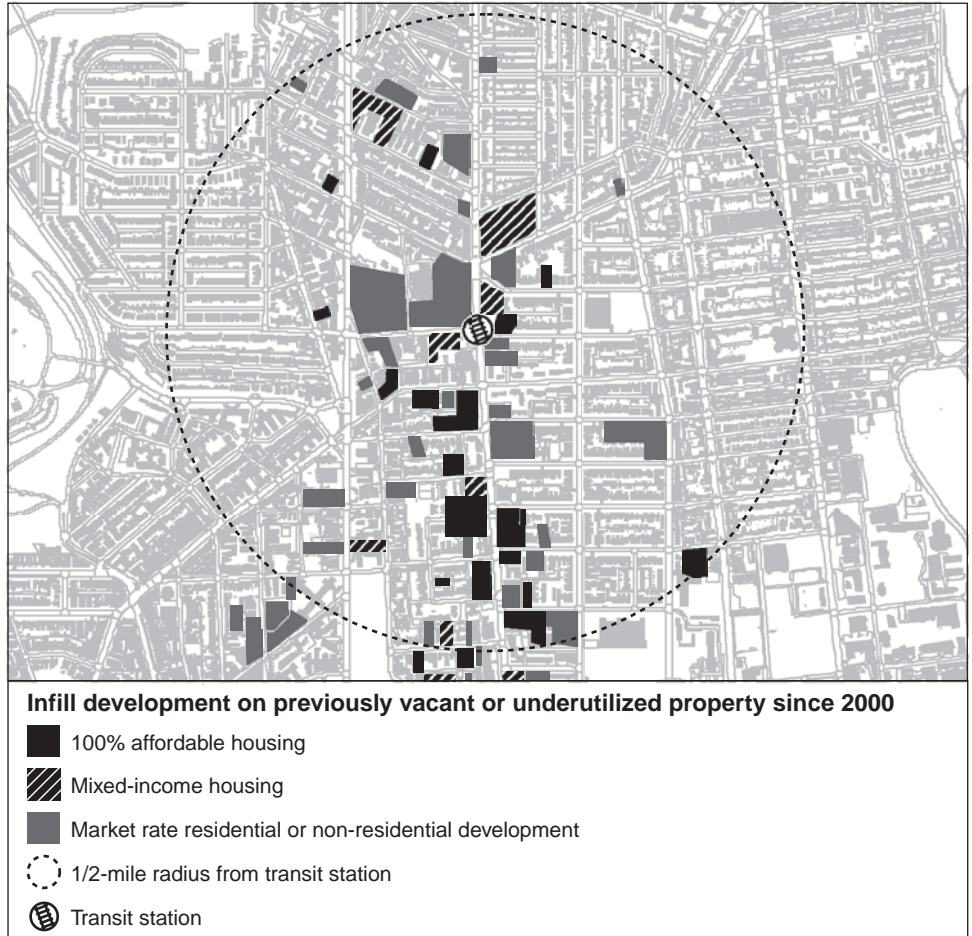 Infill development on previously vacant or underutilized property since 2000
100% affordable housing
Mixed-income housing
Market rate residential or non-residential development
1/2-mile radius from transit station
Transit station